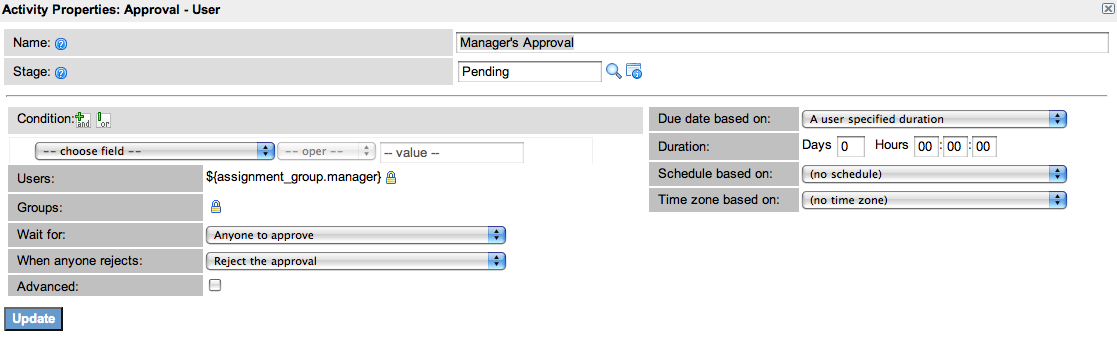 Activity Properties: Approval - User
Name:
Manager's Approval
Stage:
Pending
Condition:
and
or
-- choose field --
-- oper --
-- value --
Users:
${assignment_group.manager}
Groups:
Wait for:
Anyone to approve
When anyone rejects:
Reject the approval
Advanced:
Due date based on:
A user specified duration
Duration:
Days 0 Hours 00:00:00
Schedule based on:
(no schedule)
Time zone based on:
(no time zone)
Update